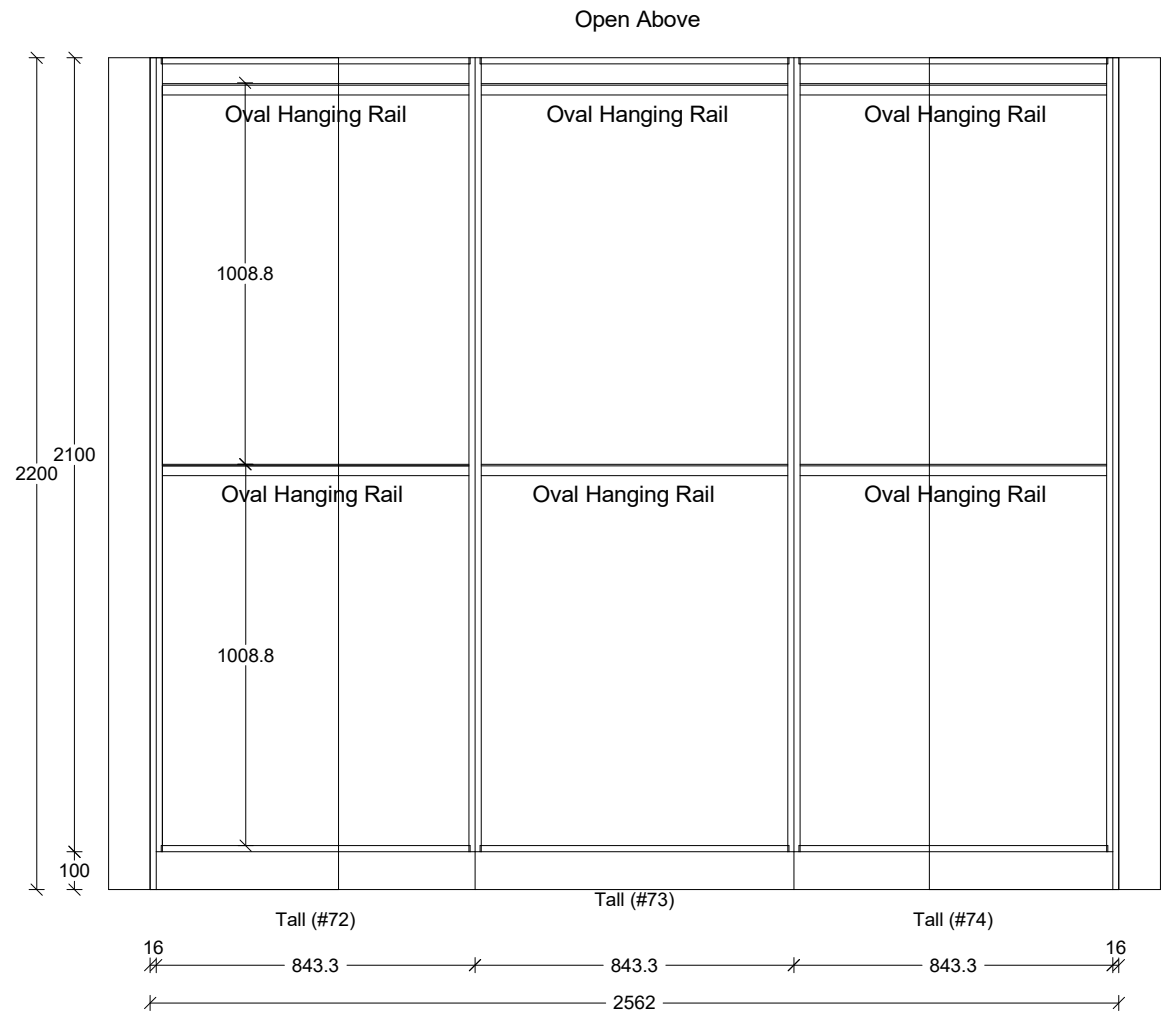 Open Above
Oval Hanging Rail
Oval Hanging Rail
Oval Hanging Rail
1008.8
2100
2200
Oval Hanging Rail
Oval Hanging Rail
Oval Hanging Rail
1008.8
100
Tall (#72)
Tall (#73)
Tall (#74)
16
843.3
843.3
843.3
16
2562